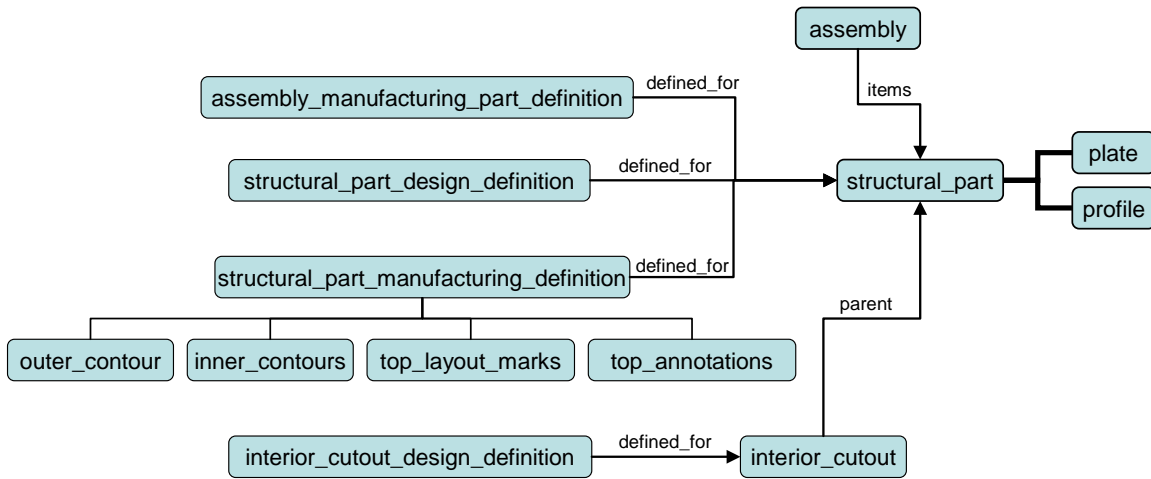 assembly
assembly_manufacturing_part_definition
defined_for
items
structural_part_design_definition
defined_for
structural_part
plate
profile
structural_part_manufacturing_definition
defined_for
parent
outer_contour
inner_contours
top_layout_marks
top_annotations
interior_cutout_design_definition
defined_for
interior_cutout